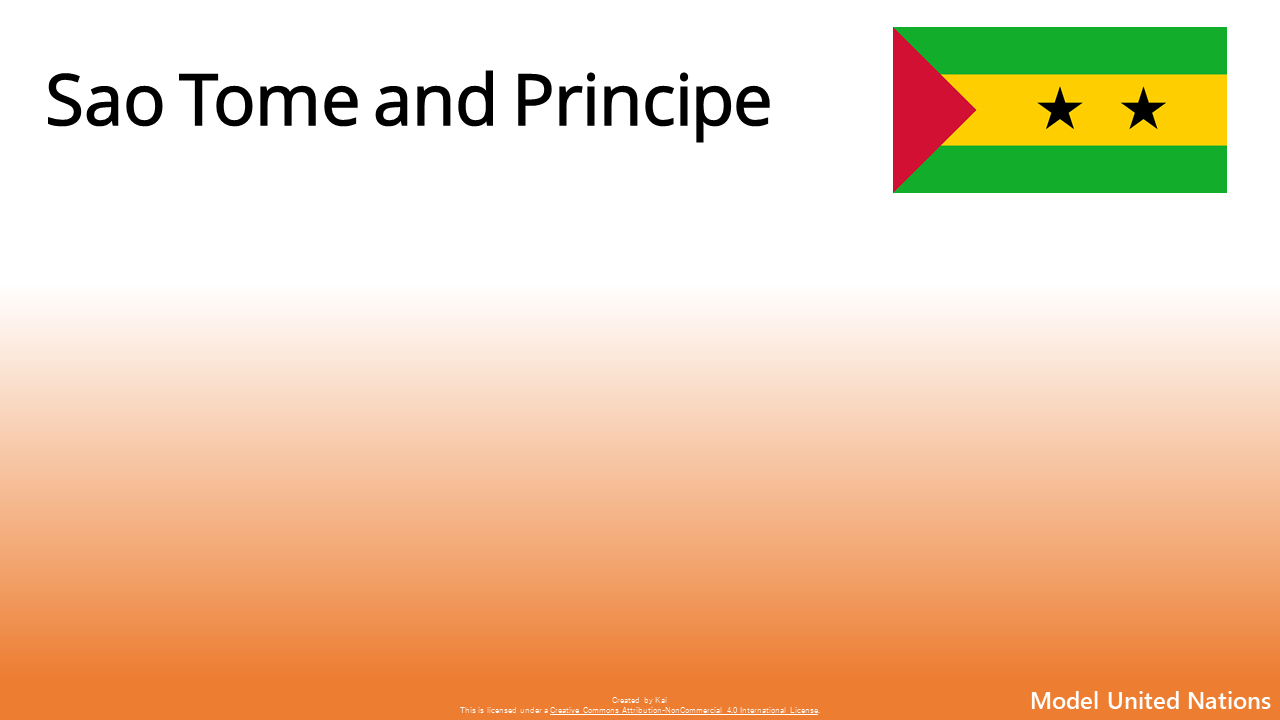 Sao Tome and Principe
Created by Kai
This is licensed under a Creative Commons Attribution-NonCommercial 4.0 International License.
Model United Nations